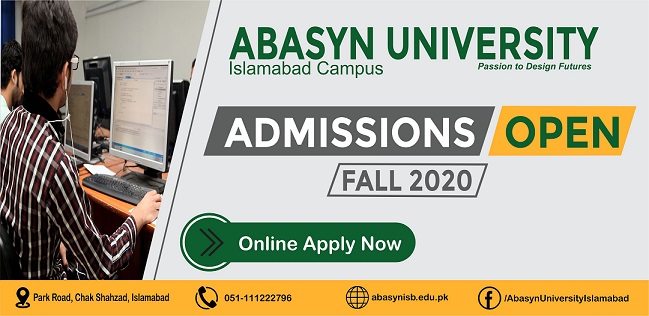 ABASYN UNIVERSITY
Islamabad Campus
Passion to Design Futures
ADMISSIONS OPEN
FALL 2020
Online Apply Now
Park Road, Chak Shahzad, Islamabad
051-111222796
abasynisb.edu.pk
/AbasynUniversityIslamabad